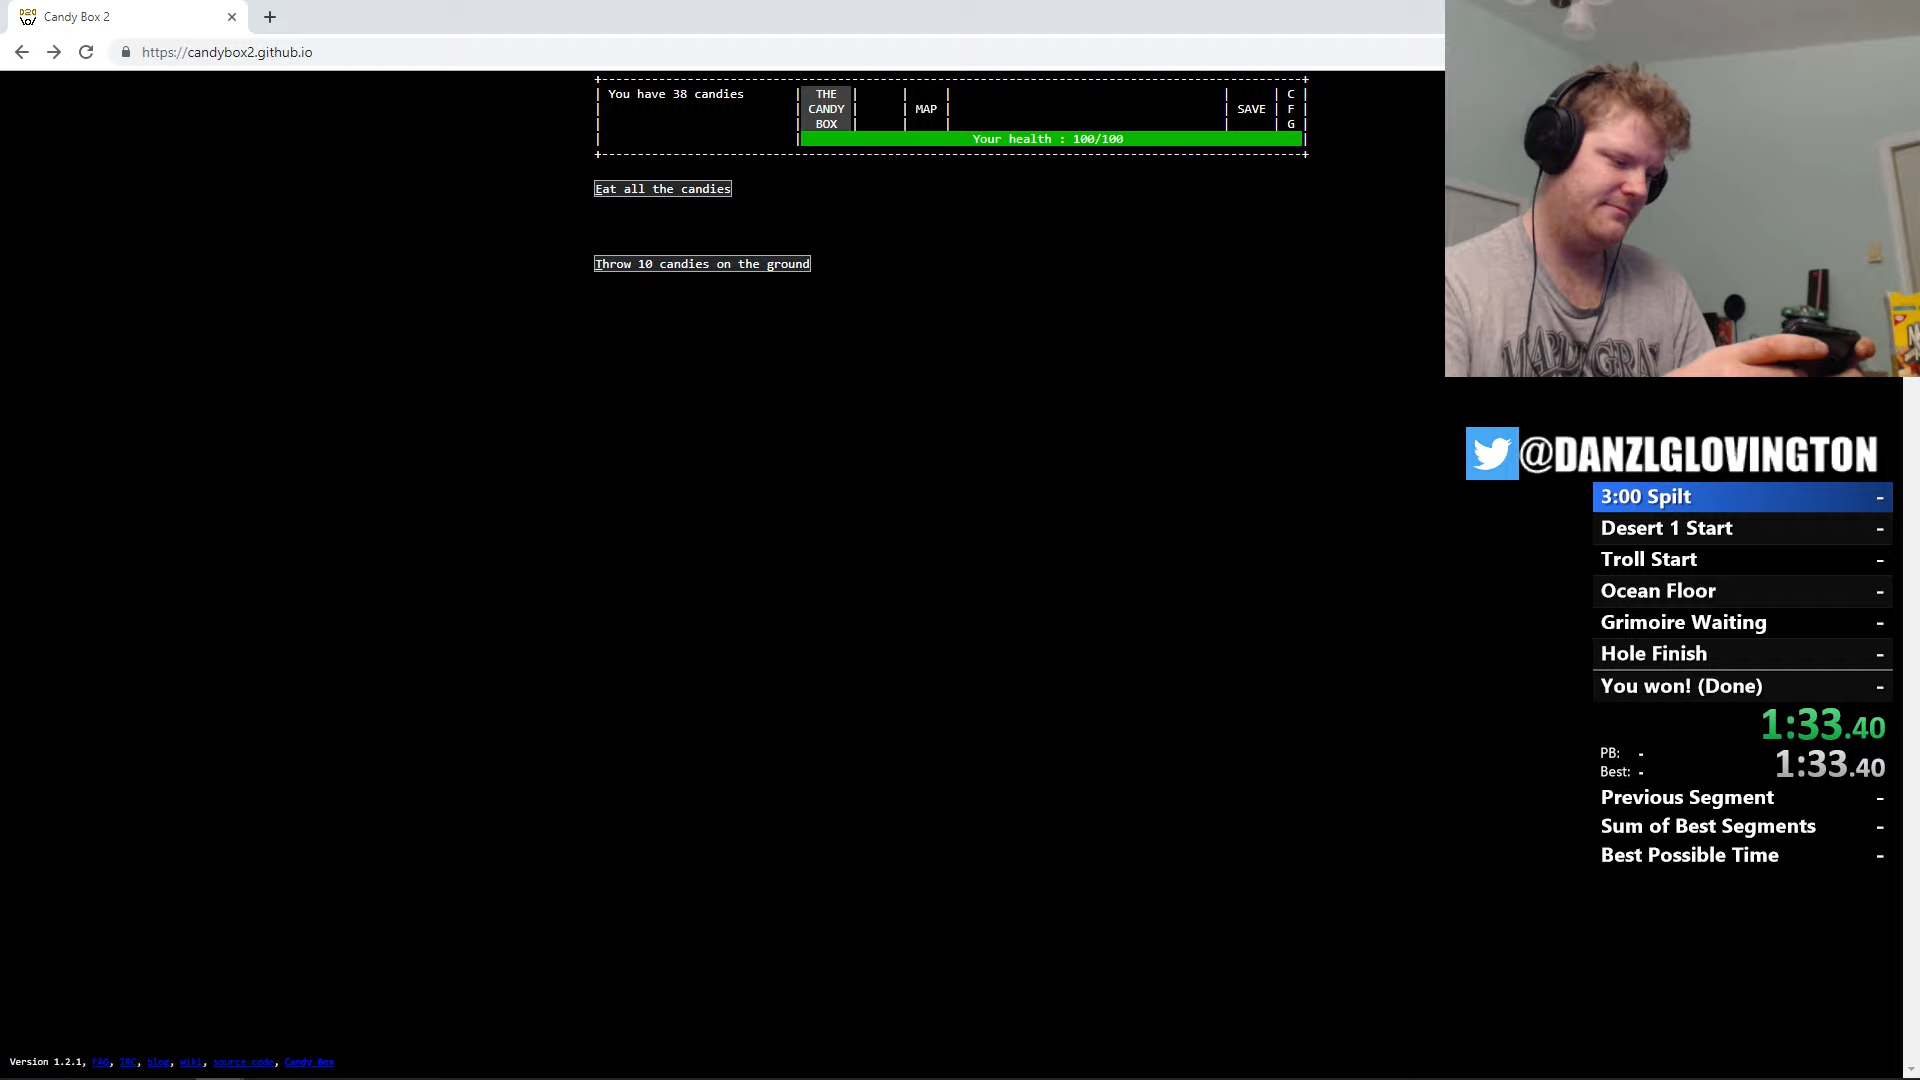 Candy Box 2
https://candybox2.github.io
You have 38 candies
THE CANDY BOX
MAP
SAVE
CFG
Your health : 100/100
Eat all the candies
Throw 10 candies on the ground
@DANZLGLOVINGTON
3:00 Spilt -
Desert 1 Start -
Troll Start -
Ocean Floor -
Grimoire Waiting -
Hole Finish -
You won! (Done) -
1:33.40
PB: -
Best: -
1:33.40
Previous Segment -
Sum of Best Segments -
Best Possible Time -
Version 1.2.1, FAQ, IRC, blog, wiki, source code, Candy Box